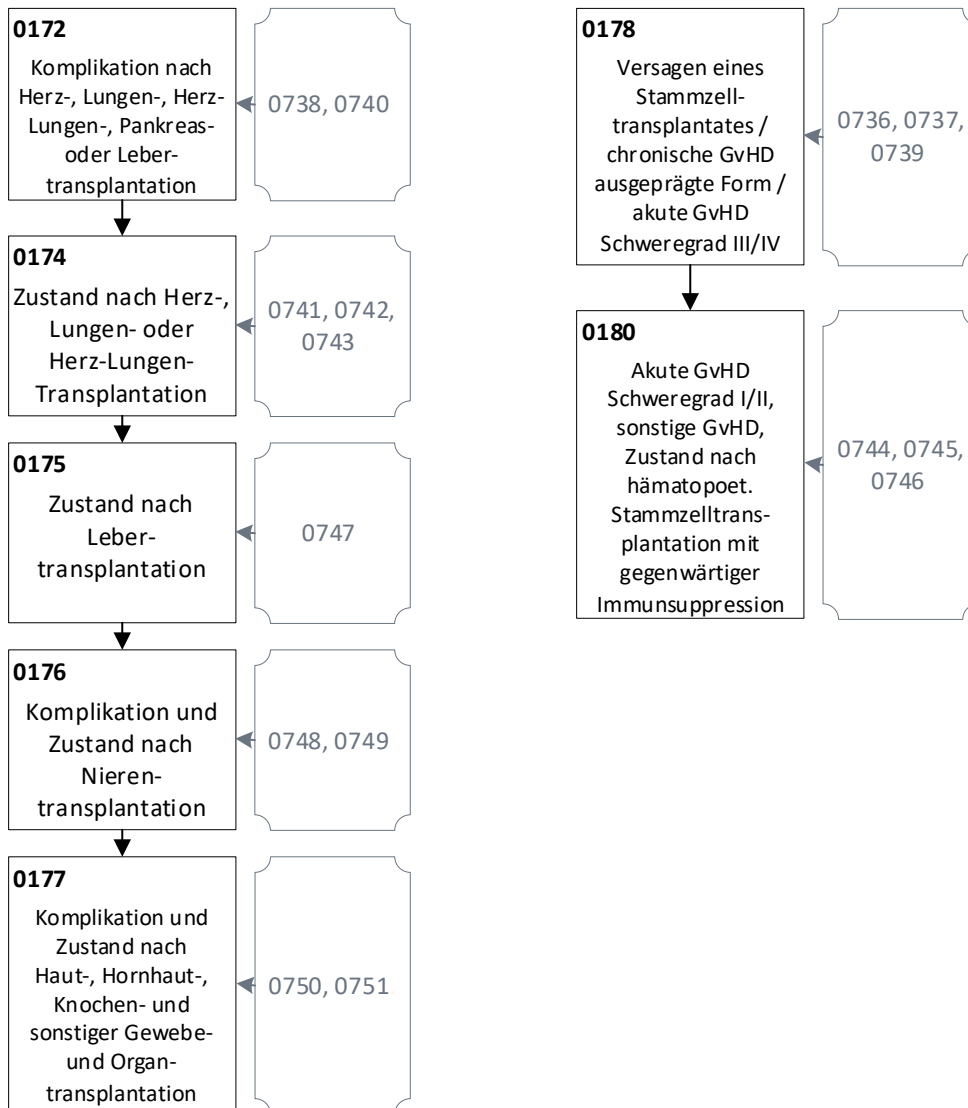 0172
Komplikation nach
Herz-, Lungen-, Herz-
Lungen-, Pankreas-
oder Leber-
transplantation
0738, 0740
0174
Zustand nach Herz-,
Lungen- oder
Herz-Lungen-
Transplantation
0741, 0742,
0743
0175
Zustand nach
Leber-
transplantation
0747
0176
Komplikation und
Zustand nach
Nieren-
transplantation
0748, 0749
0177
Komplikation und
Zustand nach
Haut-, Hornhaut-,
Knochen- und
sonstiger Gewebe-
und Organ-
transplantation
0750, 0751
0178
Versagen eines
Stammzell-
transplantates /
chronische GvHD
ausgeprägte Form /
akute GvHD
Schweregrad III/IV
0736, 0737,
0739
0180
Akute GvHD
Schweregrad I/II,
sonstige GvHD,
Zustand nach
hämatopoet.
Stammzelltrans-
plantation mit
gegenwärtiger
Immunsuppression
0744, 0745,
0746